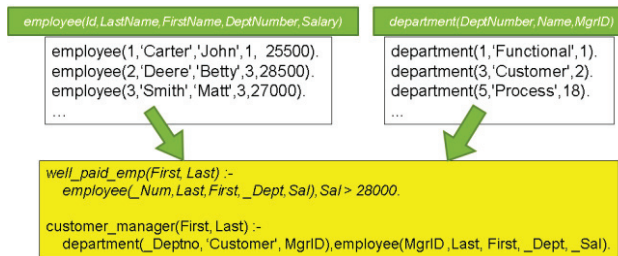 employee(Id,LastName,FirstName,DeptNumber,Salary)
employee(1,‘Carter’,'John',1, 25500).
employee(2,‘Deere’,'Betty’,3,28500).
employee(3,'Smith’,'Matt’,3,27000).
...
department(DeptNumber,Name,MgrID)
department(1,‘Functional’,1).
department(3,‘Customer’,2).
department(5,'Process’,18).
...
well_paid_emp(First, Last) :-
employee(_Num,Last,First,_Dept,Sal),Sal > 28000.
customer_manager(First, Last) :-
department(_Deptno, ‘Customer’, MgrID),employee(MgrID ,Last, First, _Dept, _Sal).